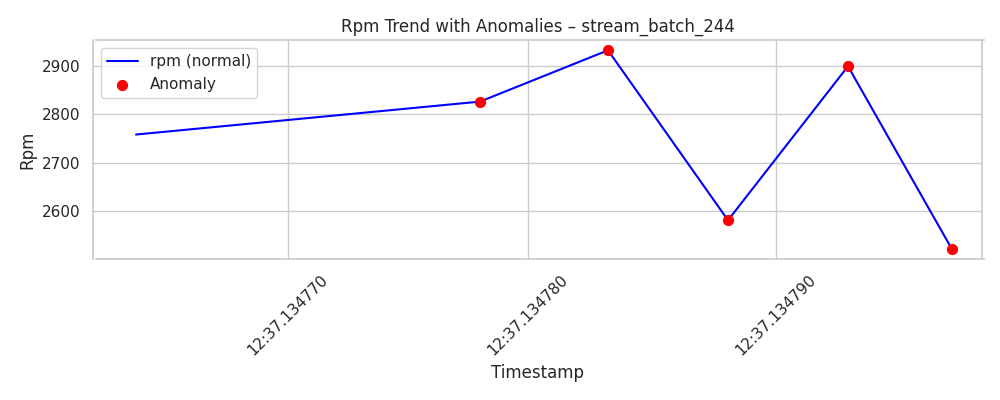 Rpm Trend with Anomalies – stream_batch_244
rpm (normal)
Anomaly
Rpm
2900
2800
2700
2600
12:37.134770
12:37.134780
12:37.134790
Timestamp